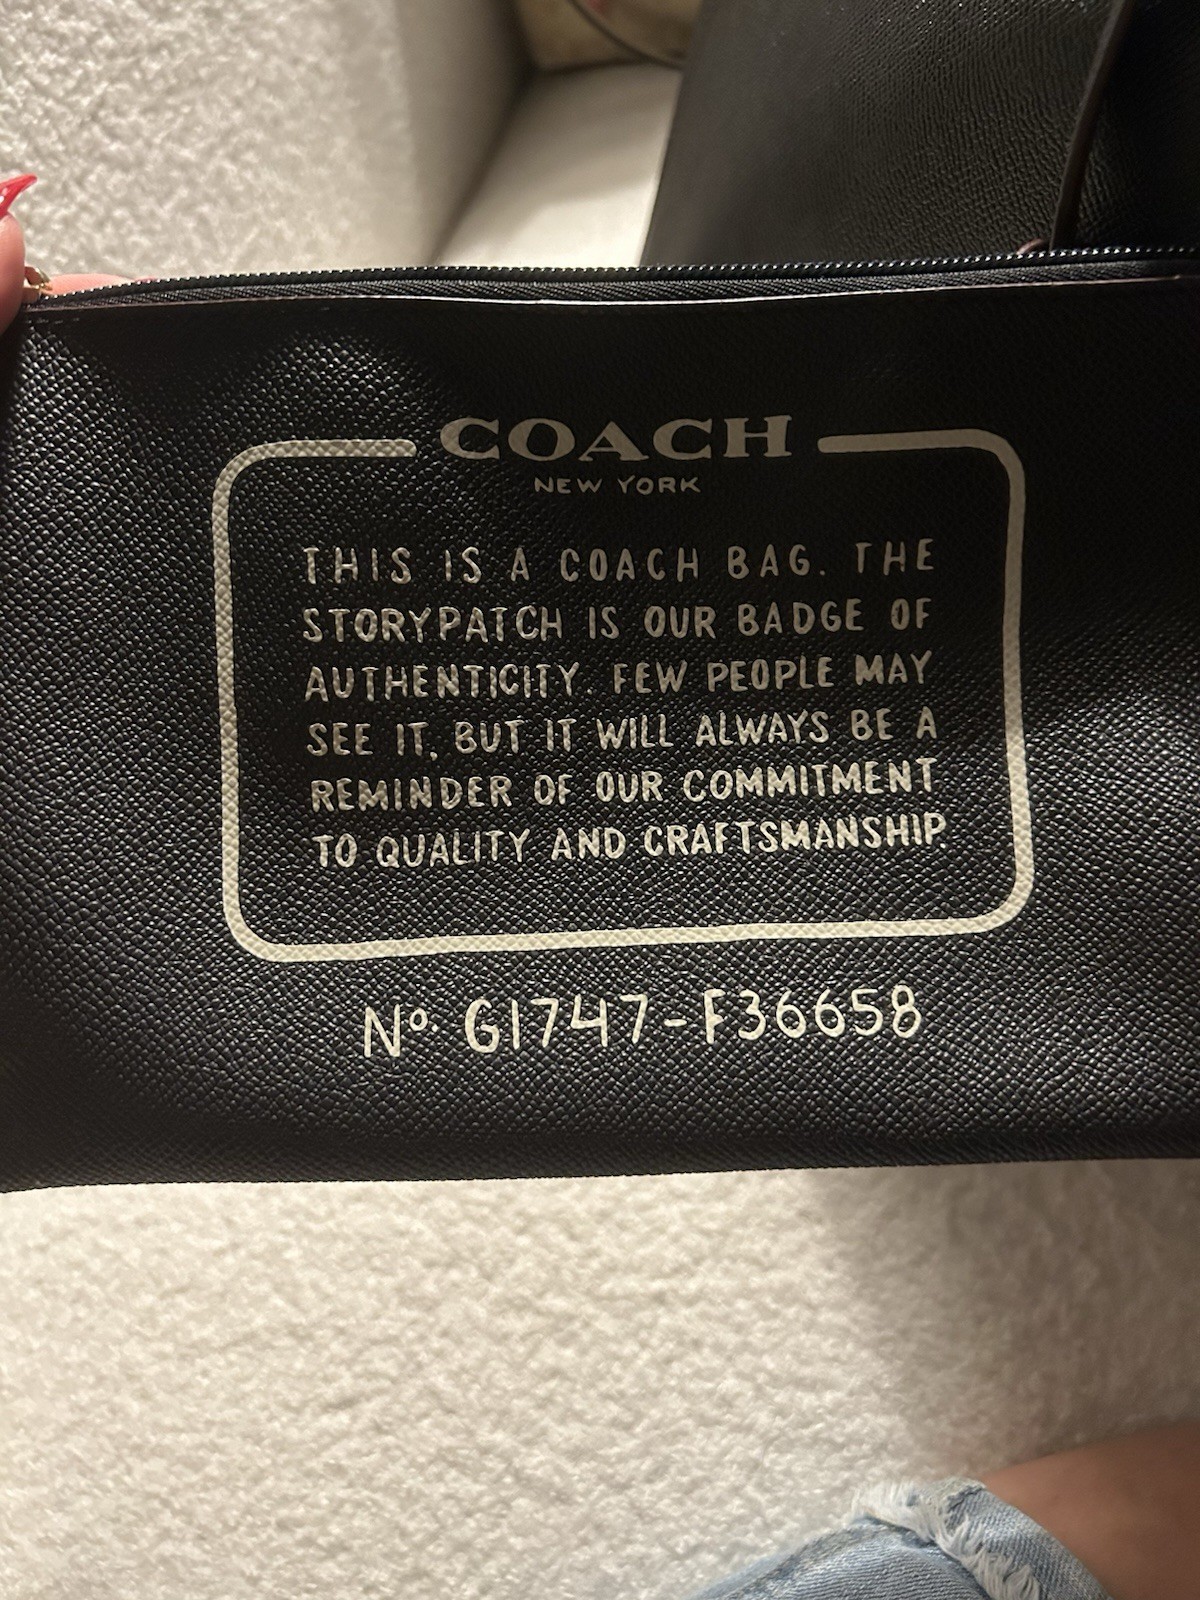 COACH
NEW YORK
THIS IS A COACH BAG. THE
STORYPATCH IS OUR BADGE OF
AUTHENTICITY. FEW PEOPLE MAY
SEE IT, BUT IT WILL ALWAYS BE A
REMINDER OF OUR COMMITMENT
TO QUALITY AND CRAFTSMANSHIP.
Nº. G1747-F36658